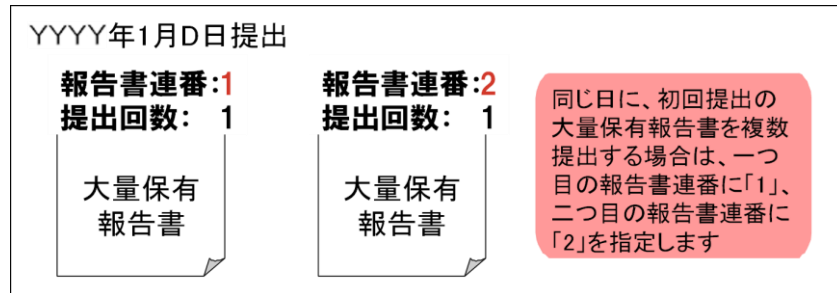 YYYY年1月D日提出
報告書連番:1
提出回数: 1
大量保有
報告書
報告書連番:2
提出回数: 1
大量保有
報告書
同じ日に、初回提出の
大量保有報告書を複数
提出する場合は、一つ
目の報告書連番に「1」、
二つ目の報告書連番に
「2」を指定します